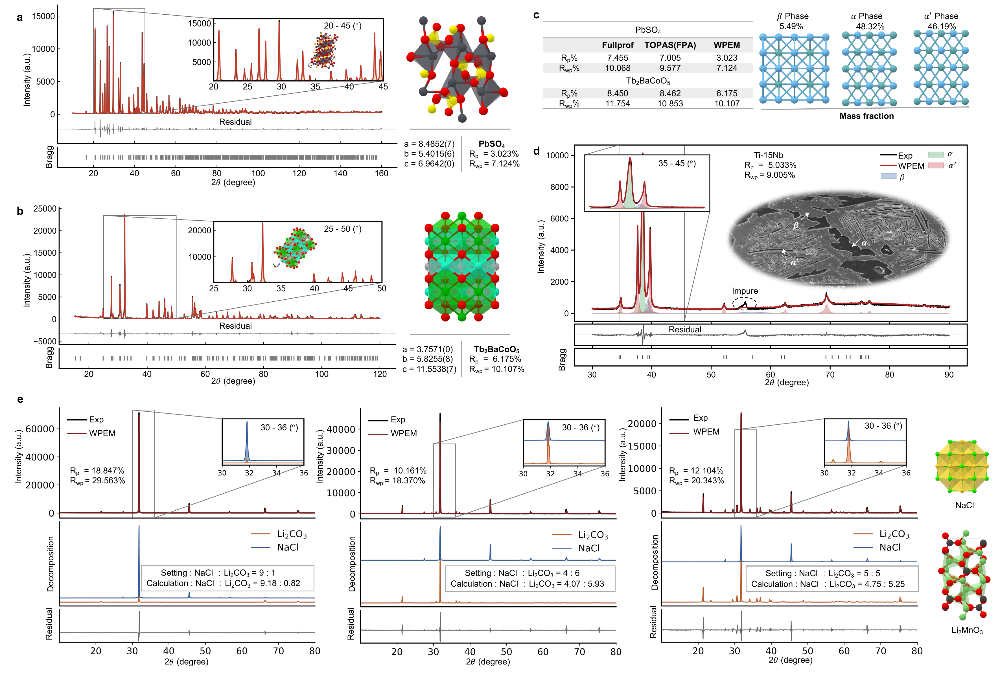 a
15000
10000
5000
0
Intensity (a.u.)
20 - 45 (°)
15000
10000
5000
20 25 30 35 40 45
Residual
Bragg
20 40 60 80 100 120 140 160
2θ (degree)
a = 8.4852(7)
b = 5.4015(6)
c = 6.9642(0)
PbSO4
Rp = 3.023%
Rwp = 7.124%
b
25000
20000
15000
10000
5000
0
−5000
Intensity (a.u.)
25 - 50 (°)
20000
10000
25 30 35 40 45 50
Residual
Bragg
20 40 60 80 100 120
2θ (degree)
a = 3.7571(0)
b = 5.8255(8)
c = 11.5538(7)
Tb2BaCoO5
Rp = 6.175%
Rwp = 10.107%
c
PbSO4
Fullprof TOPAS(FPA) WPEM
Rp% 7.455 7.005 3.023
Rwp% 10.068 9.577 7.124
Tb2BaCoO5
Rp% 8.450 8.462 6.175
Rwp% 11.754 10.853 10.107
β Phase
5.49%
α Phase
48.32%
α′ Phase
46.19%
Mass fraction
d
10000
8000
6000
4000
2000
0
Intensity (a.u.)
35 - 45 (°)
Ti-15Nb
Rp = 5.033%
Rwp = 9.005%
Exp
WPEM
β
α
α′
β
α
α′
Impure
Residual
Bragg
30 40 50 60 70 80 90
2θ (degree)
e
60000
40000
20000
0
Intensity (a.u.)
Exp
WPEM
Rp = 18.847%
Rwp = 29.563%
30 - 36 (°)
30 32 34 36
Decomposition
Li2CO3
NaCl
Setting : NaCl : Li2CO3 = 9 : 1
Calculation : NaCl : Li2CO3 = 9.18 : 0.82
Residual
20 30 40 50 60 70 80
2θ (degree)
40000
30000
20000
10000
0
Intensity (a.u.)
Exp
WPEM
Rp = 10.161%
Rwp = 18.370%
30 - 36 (°)
30 32 34 36
Decomposition
Li2CO3
NaCl
Setting : NaCl : Li2CO3 = 4 : 6
Calculation : NaCl : Li2CO3 = 4.07 : 5.93
Residual
20 30 40 50 60 70 80
2θ (degree)
20000
15000
10000
5000
0
Intensity (a.u.)
Exp
WPEM
Rp = 12.104%
Rwp = 20.343%
30 - 36 (°)
30 32 34 36
Decomposition
Li2CO3
NaCl
Setting : NaCl : Li2CO3 = 5 : 5
Calculation : NaCl : Li2CO3 = 4.75 : 5.25
Residual
20 30 40 50 60 70 80
2θ (degree)
NaCl
Li2MnO3